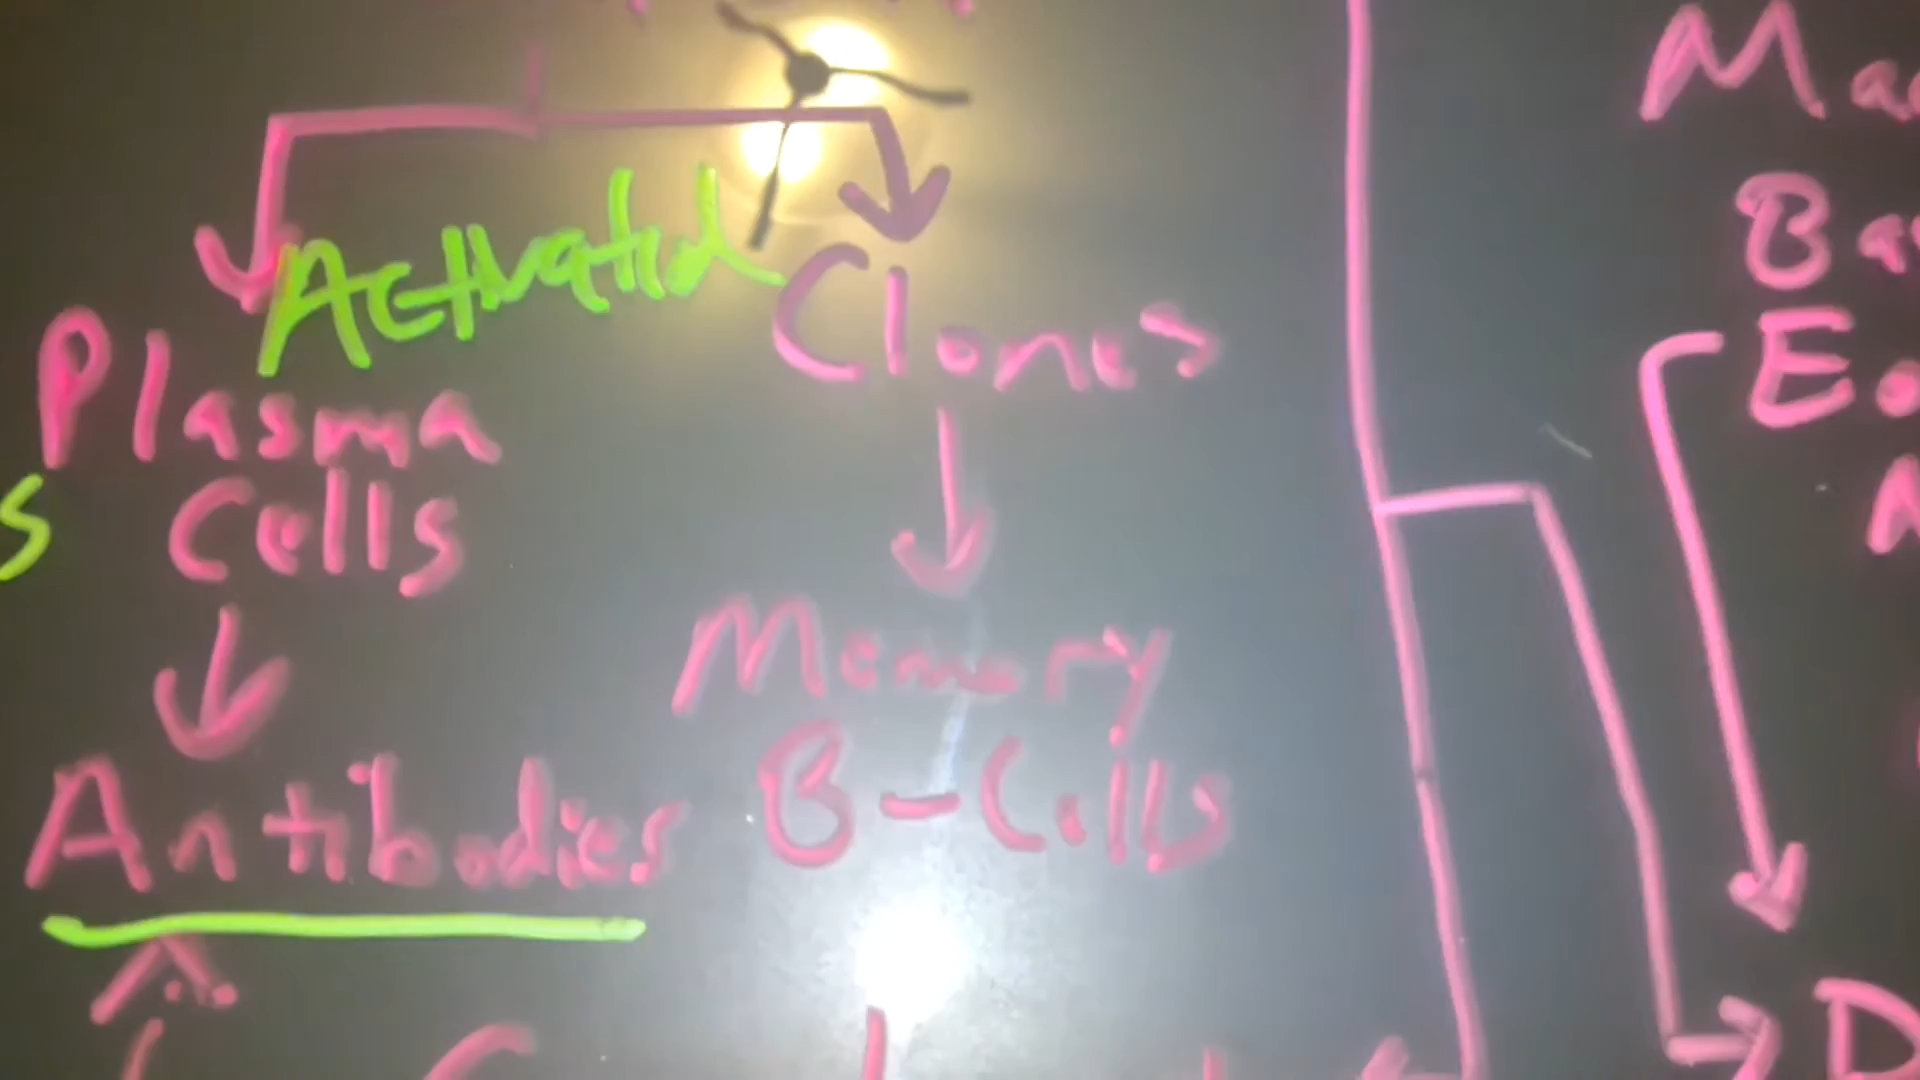 Activated
Clones
Plasma
Cells
Memory
B-Cells
Antibodies